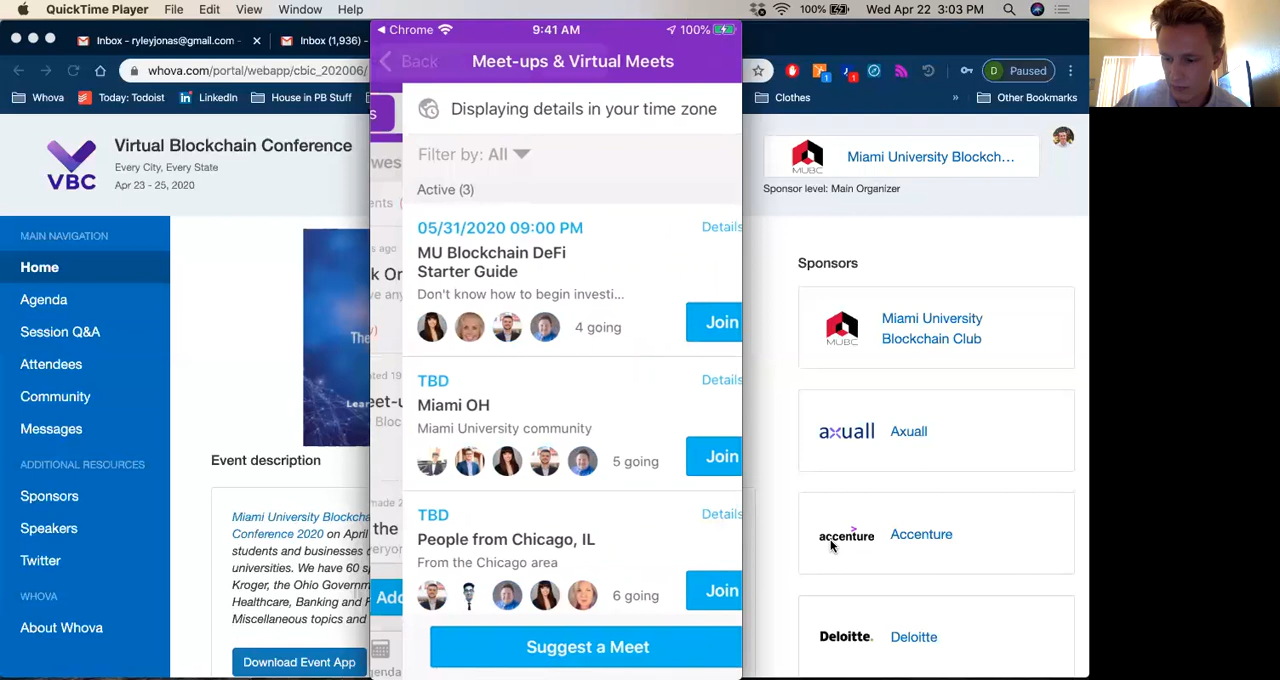 QuickTime Player File Edit View Window Help 100% Wed Apr 22 3:03 PM
Inbox - ryleyjonas@gmail.com - Inbox (1,936) -
whova.com/portal/webapp/cbic_202006/ Paused
Whova Today: Todoist LinkedIn House in PB Stuff Clothes » Other Bookmarks
VBC
Virtual Blockchain Conference
Every City, Every State
Apr 23 - 25, 2020
MAIN NAVIGATION
Home
Agenda
Session Q&A
Attendees
Community
Messages
ADDITIONAL RESOURCES
Sponsors
Speakers
Twitter
WHOVA
About Whova
The
Lear
Event description
Miami University Blockcha
Conference 2020 on April
students and businesses
universities. We have 60 s
Kroger, the Ohio Governm
Healthcare, Banking and
Miscellaneous topics and
Download Event App
Chrome 9:41 AM 100%
Back Meet-ups & Virtual Meets
Displaying details in your time zone
Filter by: All
Active (3)
05/31/2020 09:00 PM Details
MU Blockchain DeFi
Starter Guide
Don't know how to begin investi...
4 going Join
TBD Details
Miami OH
Miami University community
5 going Join
TBD Details
People from Chicago, IL
From the Chicago area
6 going Join
Suggest a Meet
MUBC
Miami University Blockch...
Sponsor level: Main Organizer
Sponsors
MUBC
Miami University
Blockchain Club
axuall Axuall
accenture Accenture
Deloitte. Deloitte